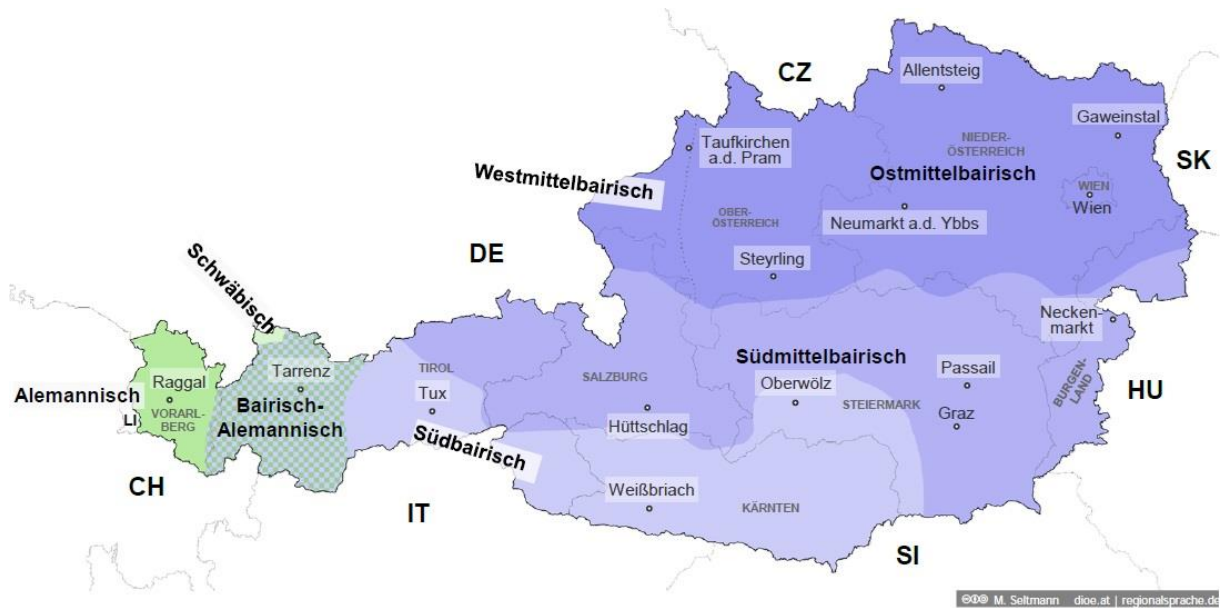 CZ
Allentsteig
Gaweinstal
NIEDER-
ÖSTERREICH
SK
Taufkirchen
a.d. Pram
Westmittelbairisch
Ostmittelbairisch
WIEN
Wien
OBER-
ÖSTERREICH
Neumarkt a.d. Ybbs
DE
Steyrling
Schwäbisch
Necken-
markt
Südmittelbairisch
TIROL
Tarrenz
Raggal
SALZBURG
Passail
Alemannisch
Oberwölz
Tux
HU
BURGEN-
LAND
Bairisch-
Alemannisch
STEIERMARK
LI
VORARL-
BERG
Graz
Hüttschlag
Südbairisch
CH
Weißbriach
IT
KÄRNTEN
SI
M. Seltmann dioe.at | regionalsprache.de